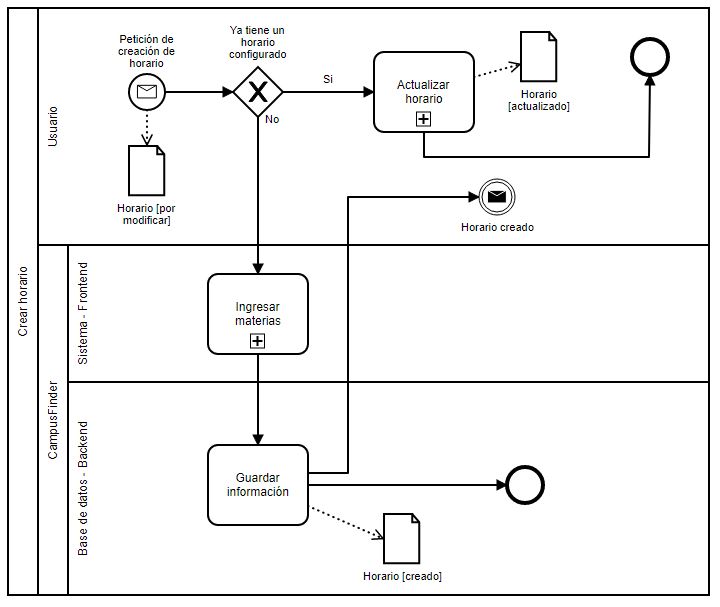 Crear horario
Usuario
Petición de
creación de
horario
Ya tiene un
horario
configurado
Si
No
Actualizar
horario
Horario
[actualizado]
Horario [por
modificar]
Horario creado
CampusFinder
Sistema - Frontend
Ingresar
materias
Base de datos - Backend
Guardar
información
Horario [creado]